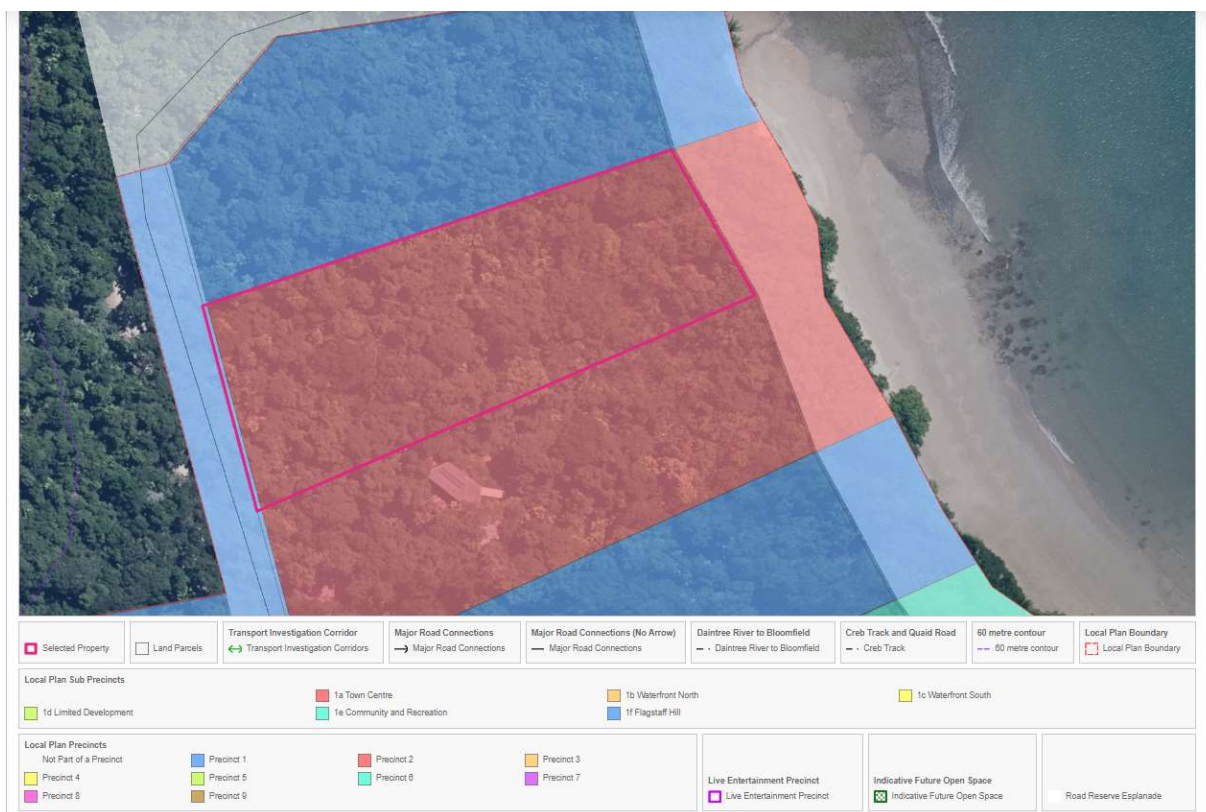 Selected Property
Land Parcels
Transport Investigation Corridor
Transport Investigation Corridors
Major Road Connections
Major Road Connections
Major Road Connections (No Arrow)
Major Road Connections
Daintree River to Bloomfield
Daintree River to Bloomfield
Creb Track and Quaid Road
Creb Track
60 metre contour
60 metre contour
Local Plan Boundary
Local Plan Boundary
Local Plan Sub Precincts
1a Town Centre
1b Waterfront North
1c Waterfront South
1d Limited Development
1e Community and Recreation
1f Flagstaff Hill
Local Plan Precincts
Not Part of a Precinct
Precinct 1
Precinct 2
Precinct 3
Precinct 4
Precinct 5
Precinct 6
Precinct 7
Precinct 8
Precinct 9
Live Entertainment Precinct
Live Entertainment Precinct
Indicative Future Open Space
Indicative Future Open Space
Road Reserve Esplanade